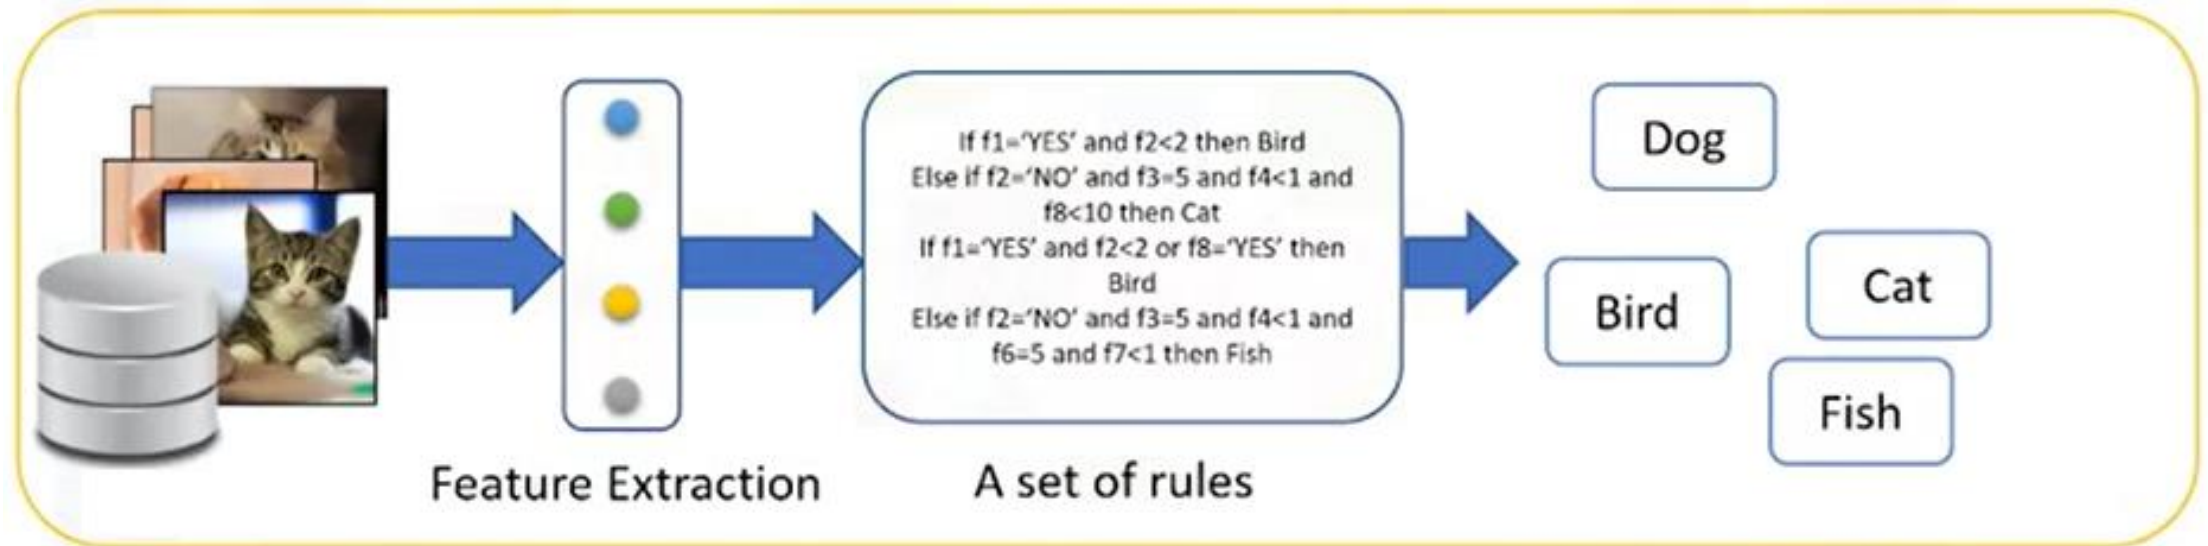 If f1='YES' and f2<2 then Bird
Else if f2='NO' and f3=5 and f4<1 and
f8<10 then Cat
If f1='YES' and f2<2 or f8='YES' then
Bird
Else if f2='NO' and f3=5 and f4<1 and
f6=5 and f7<1 then Fish
Feature Extraction
A set of rules
Dog
Bird
Cat
Fish